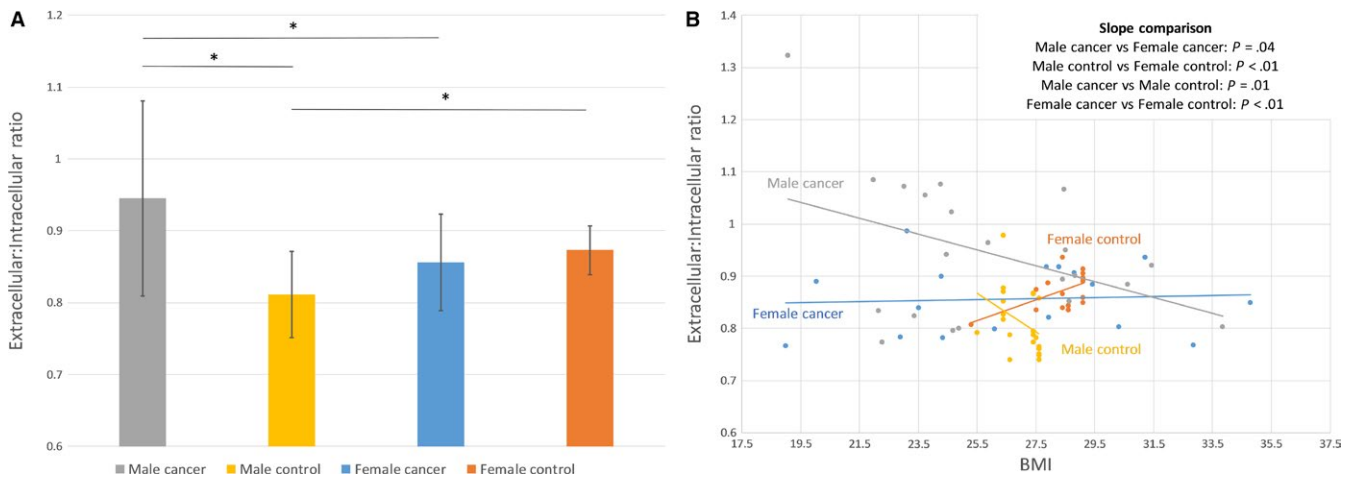 A
Extracellular:Intracellular ratio
1.2
1.1
1
0.9
0.8
0.7
0.6
*
*
*
Male cancer Male control Female cancer Female control
B
Extracellular:Intracellular ratio
1.4
1.3
1.2
1.1
1
0.9
0.8
0.7
0.6
Slope comparison
Male cancer vs Female cancer: P = .04
Male control vs Female control: P < .01
Male cancer vs Male control: P = .01
Female cancer vs Female control: P < .01
Male cancer
Female control
Female cancer
Male control
17.5 19.5 21.5 23.5 25.5 27.5 29.5 31.5 33.5 35.5 37.5
BMI